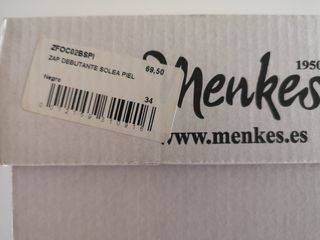 ZFOC02BSPI
69,50
ZAP DEBUTANTE SOLEA PIEL
Negro
34
1950
Menkes
www.menkes.es